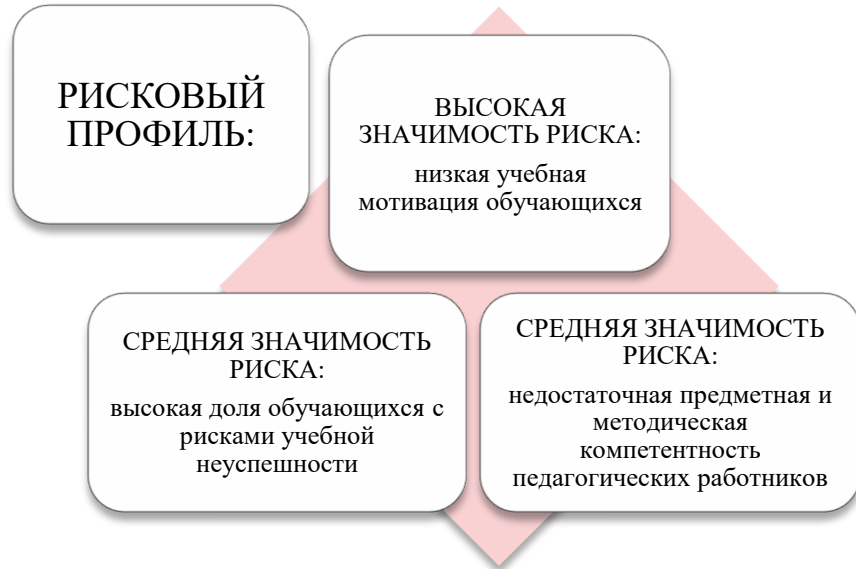 РИСКОВЫЙ
ПРОФИЛЬ:
ВЫСОКАЯ
ЗНАЧИМОСТЬ РИСКА:
низкая учебная
мотивация обучающихся
СРЕДНЯЯ ЗНАЧИМОСТЬ
РИСКА:
высокая доля обучающихся с
рисками учебной
неуспешности
СРЕДНЯЯ ЗНАЧИМОСТЬ
РИСКА:
недостаточная предметная и
методическая
компетентность
педагогических работников